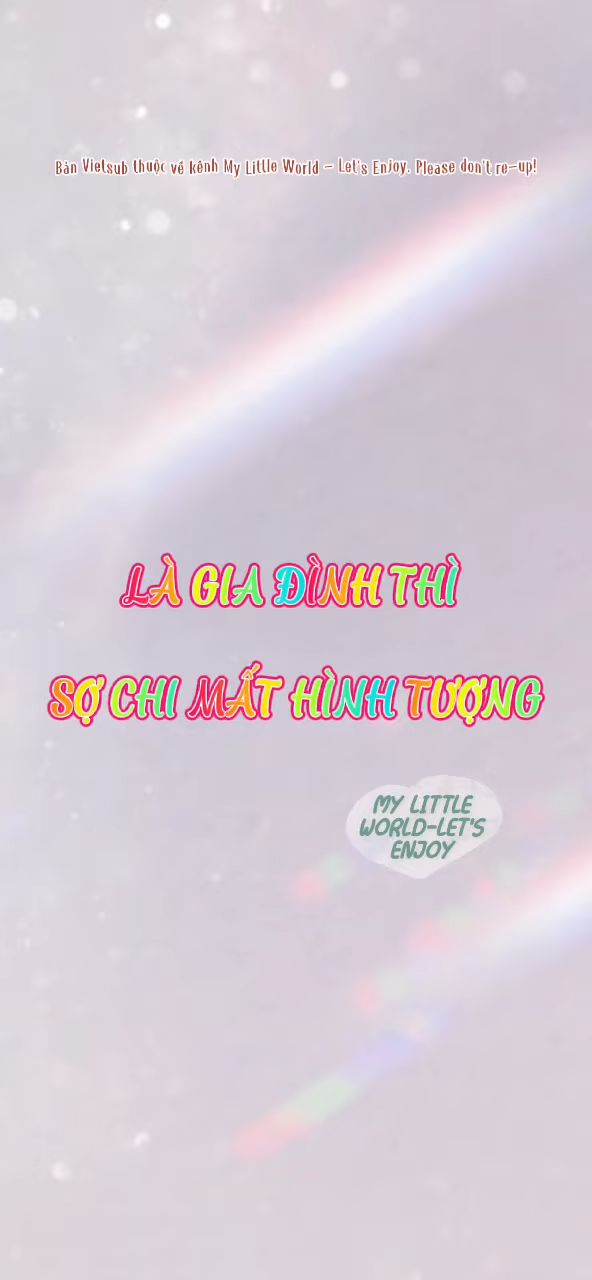 Bản Vietsub thuộc về kênh My Little World - Let's Enjoy. Please don't re-up!
LÀ GIA ĐÌNH THÌ
SỢ CHI MẤT HÌNH TƯỢNG
MY LITTLE
WORLD-LET'S
ENJOY